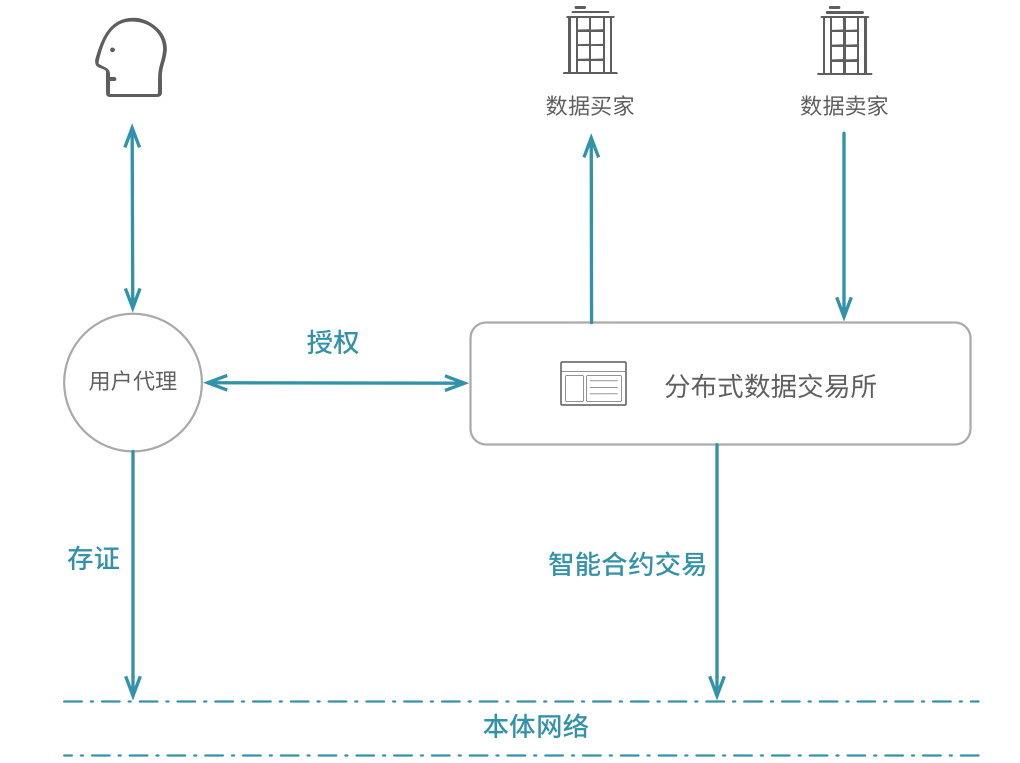 数据买家
数据卖家
授权
用户代理
分布式数据交易所
存证
智能合约交易
本体网络